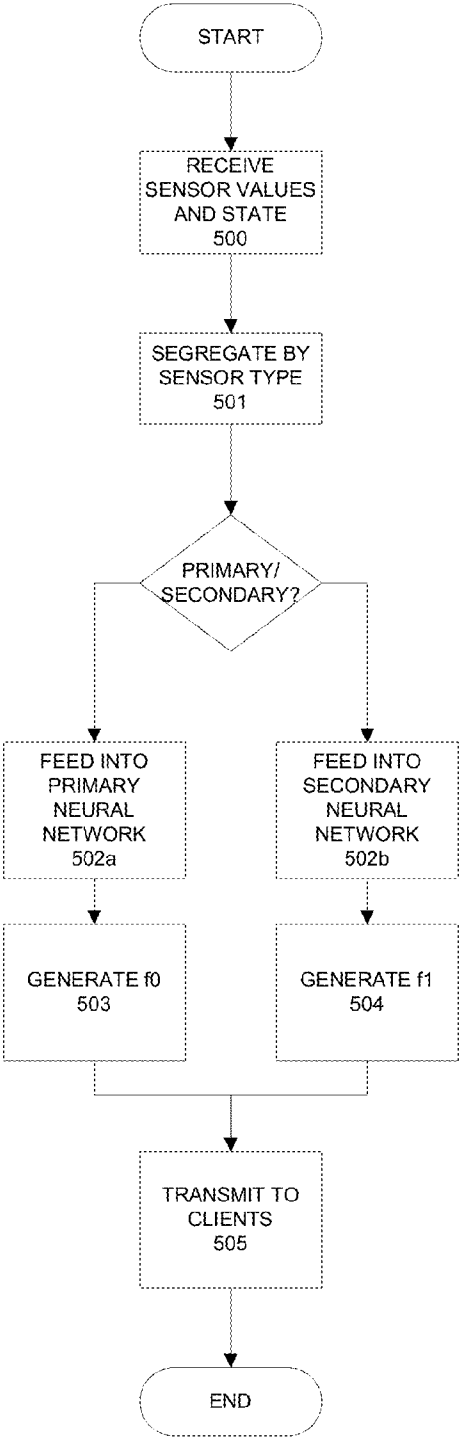 START
RECEIVE
SENSOR VALUES
AND STATE
500
SEGREGATE BY
SENSOR TYPE
501
PRIMARY/
SECONDARY?
FEED INTO
PRIMARY
NEURAL
NETWORK
502a
FEED INTO
SECONDARY
NEURAL
NETWORK
502b
GENERATE f0
503
GENERATE f1
504
TRANSMIT TO
CLIENTS
505
END